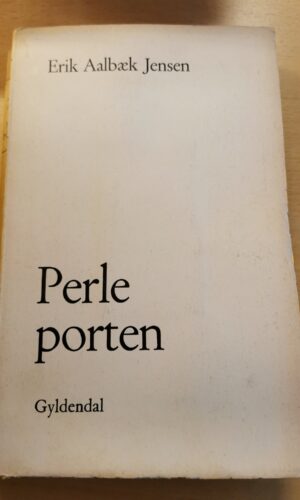 Erik Aalbæk Jensen
Perle
porten
Gyldendal